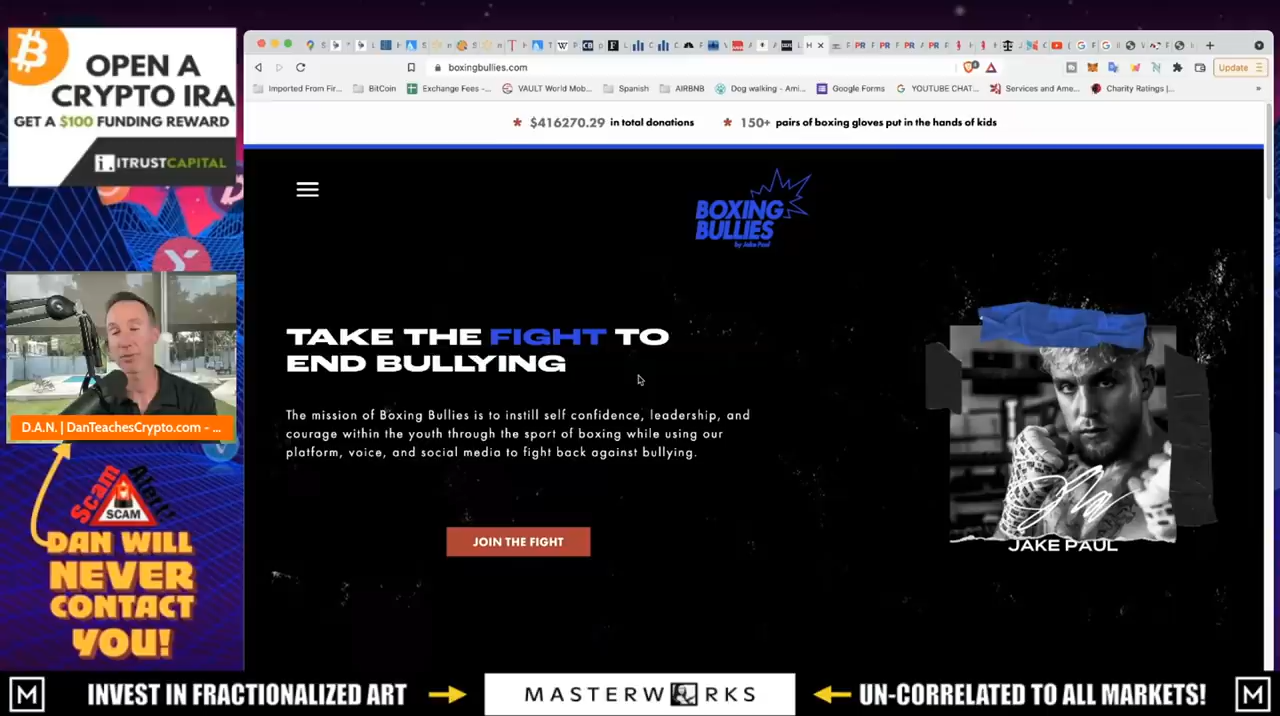 OPEN A
CRYPTO IRA
GET A $100 FUNDING REWARD
ITRUSTCAPITAL
D.A.N. | DanTeachesCrypto.com - ...
Scam Alert!
SCAM
DAN WILL
NEVER
CONTACT
YOU!
boxingbullies.com
Update
Imported From Fir...
BitCoin
Exchange Fees -...
VAULT World Mob...
Spanish
AIRBNB
Dog walking - Ami...
Google Forms
YOUTUBE CHAT...
Services and Ame...
Charity Ratings |...
»
* $416270.29 in total donations * 150+ pairs of boxing gloves put in the hands of kids
BOXING
BULLIES
by Jake Paul
TAKE THE FIGHT TO
END BULLYING
The mission of Boxing Bullies is to instill self confidence, leadership, and
courage within the youth through the sport of boxing while using our
platform, voice, and social media to fight back against bullying.
JOIN THE FIGHT
JAKE PAUL
M INVEST IN FRACTIONALIZED ART MASTERWORKS UN-CORRELATED TO ALL MARKETS! M